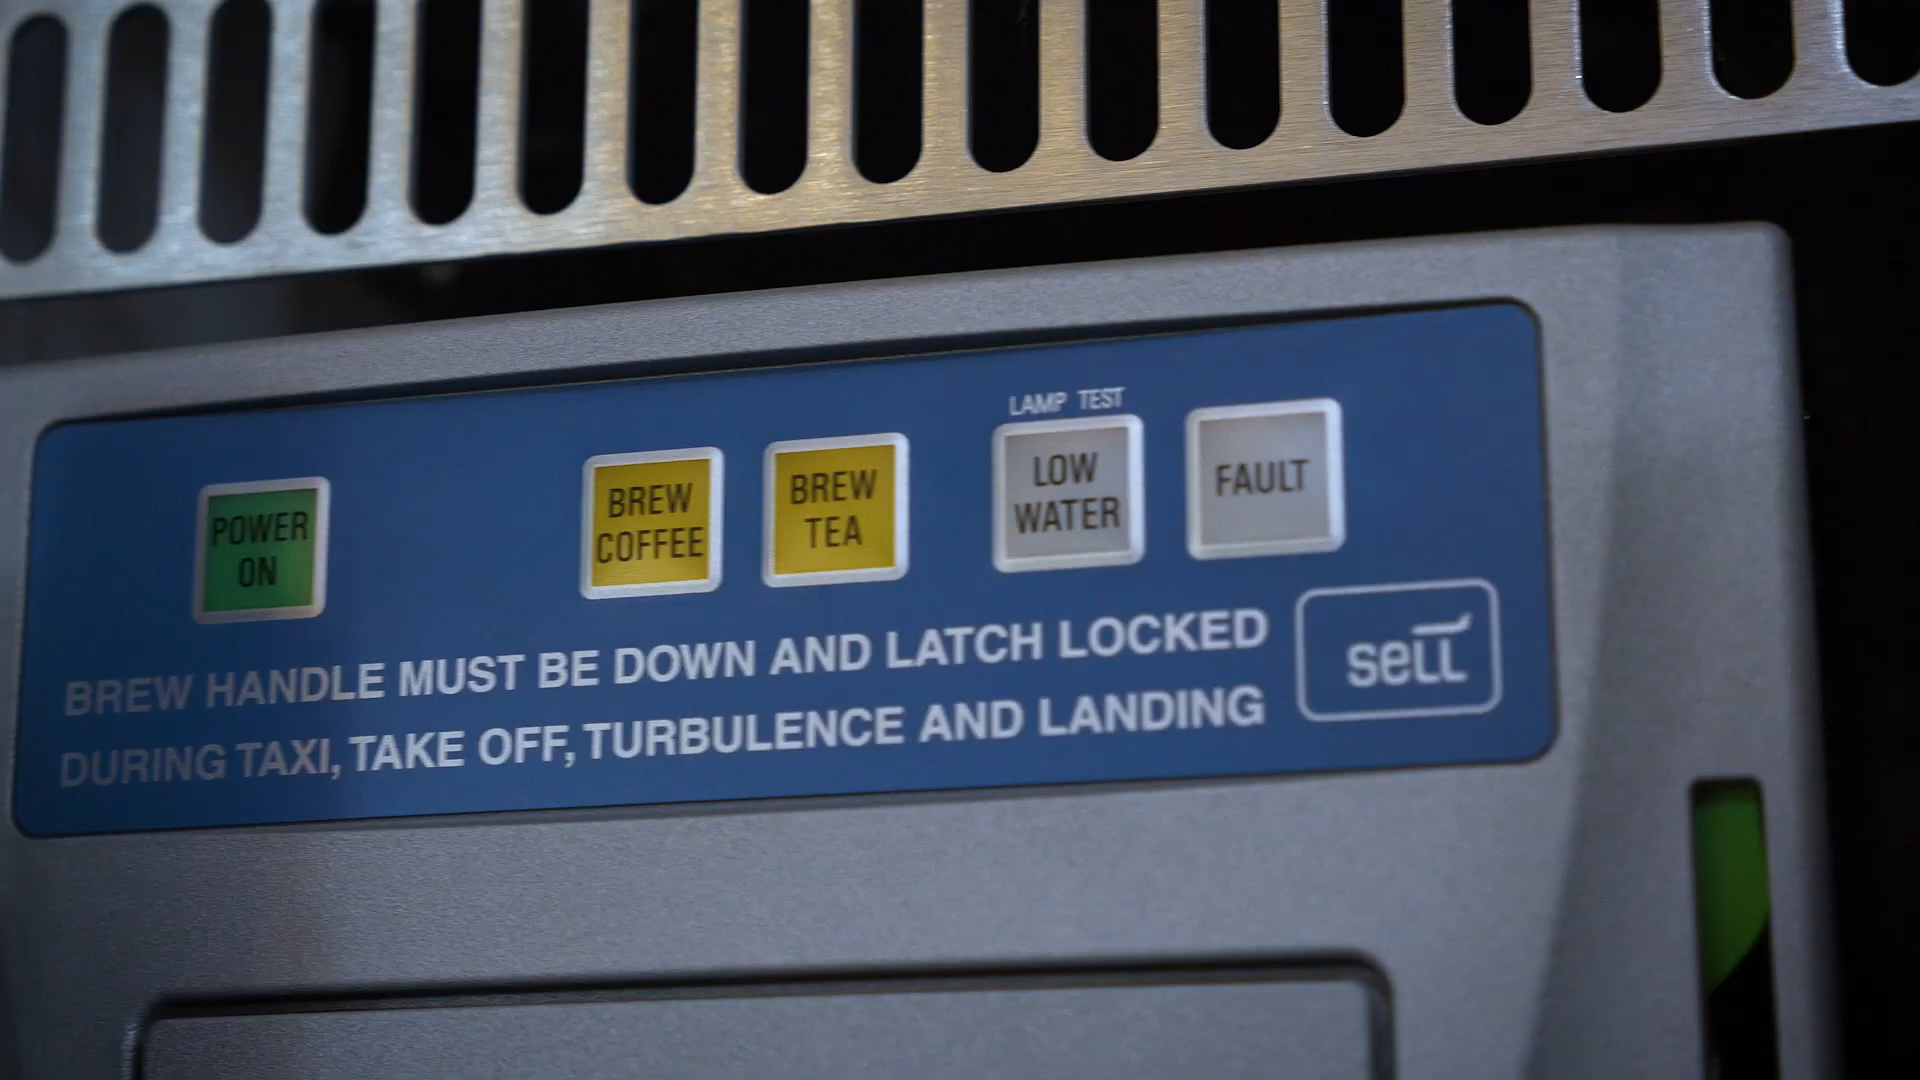 LAMP TEST
POWER
ON
BREW
COFFEE
BREW
TEA
LOW
WATER
FAULT
BREW HANDLE MUST BE DOWN AND LATCH LOCKED
DURING TAXI, TAKE OFF, TURBULENCE AND LANDING
sell